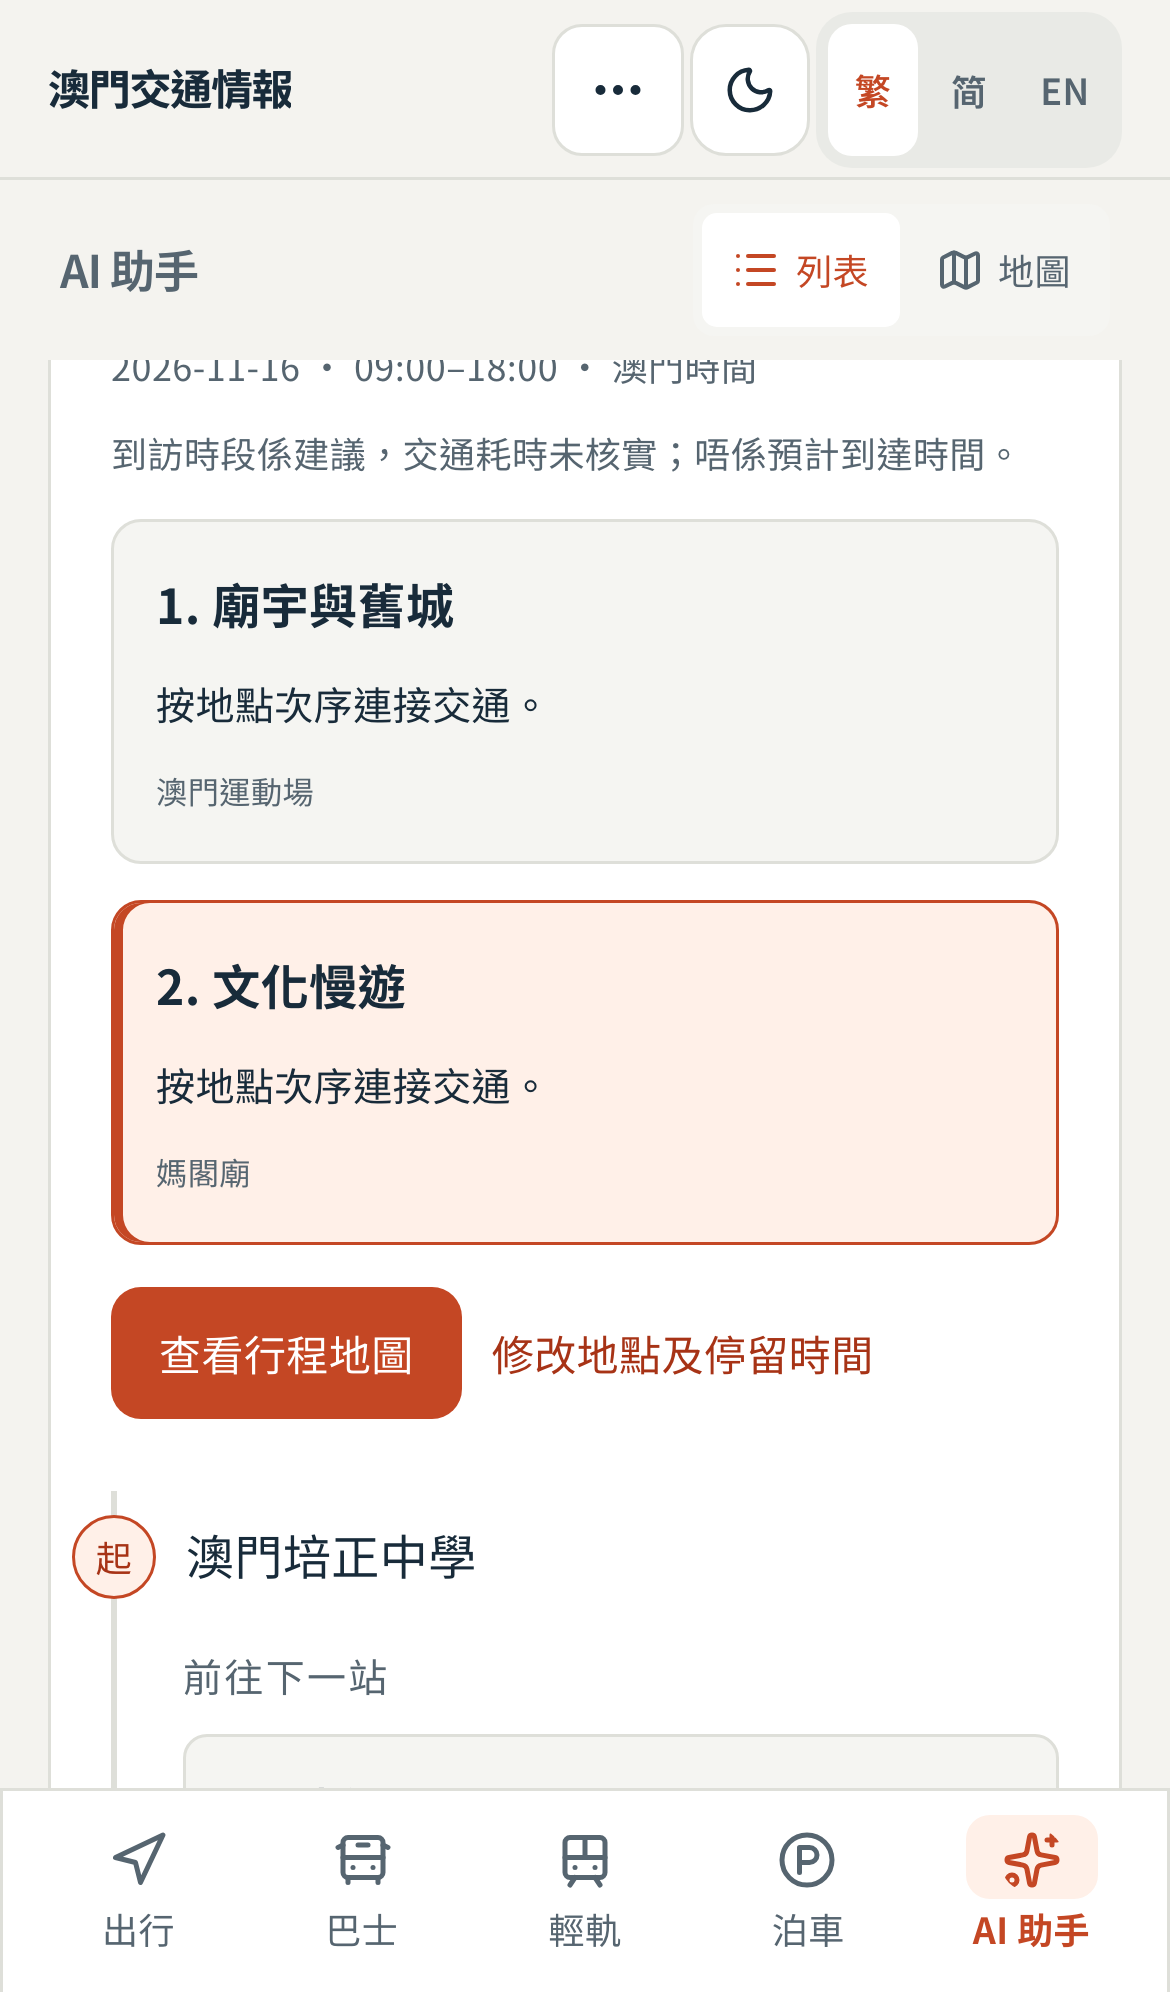 澳門交通情報
繁 简 EN
AI 助手
列表 地圖
2026-11-16 · 09:00–18:00 · 澳門時間
到訪時段係建議，交通耗時未核實；唔係預計到達時間。
1. 廟宇與舊城
按地點次序連接交通。
澳門運動場
2. 文化慢遊
按地點次序連接交通。
媽閣廟
查看行程地圖 修改地點及停留時間
起 澳門培正中學
前往下一站
出行 巴士 輕軌 泊車 AI 助手